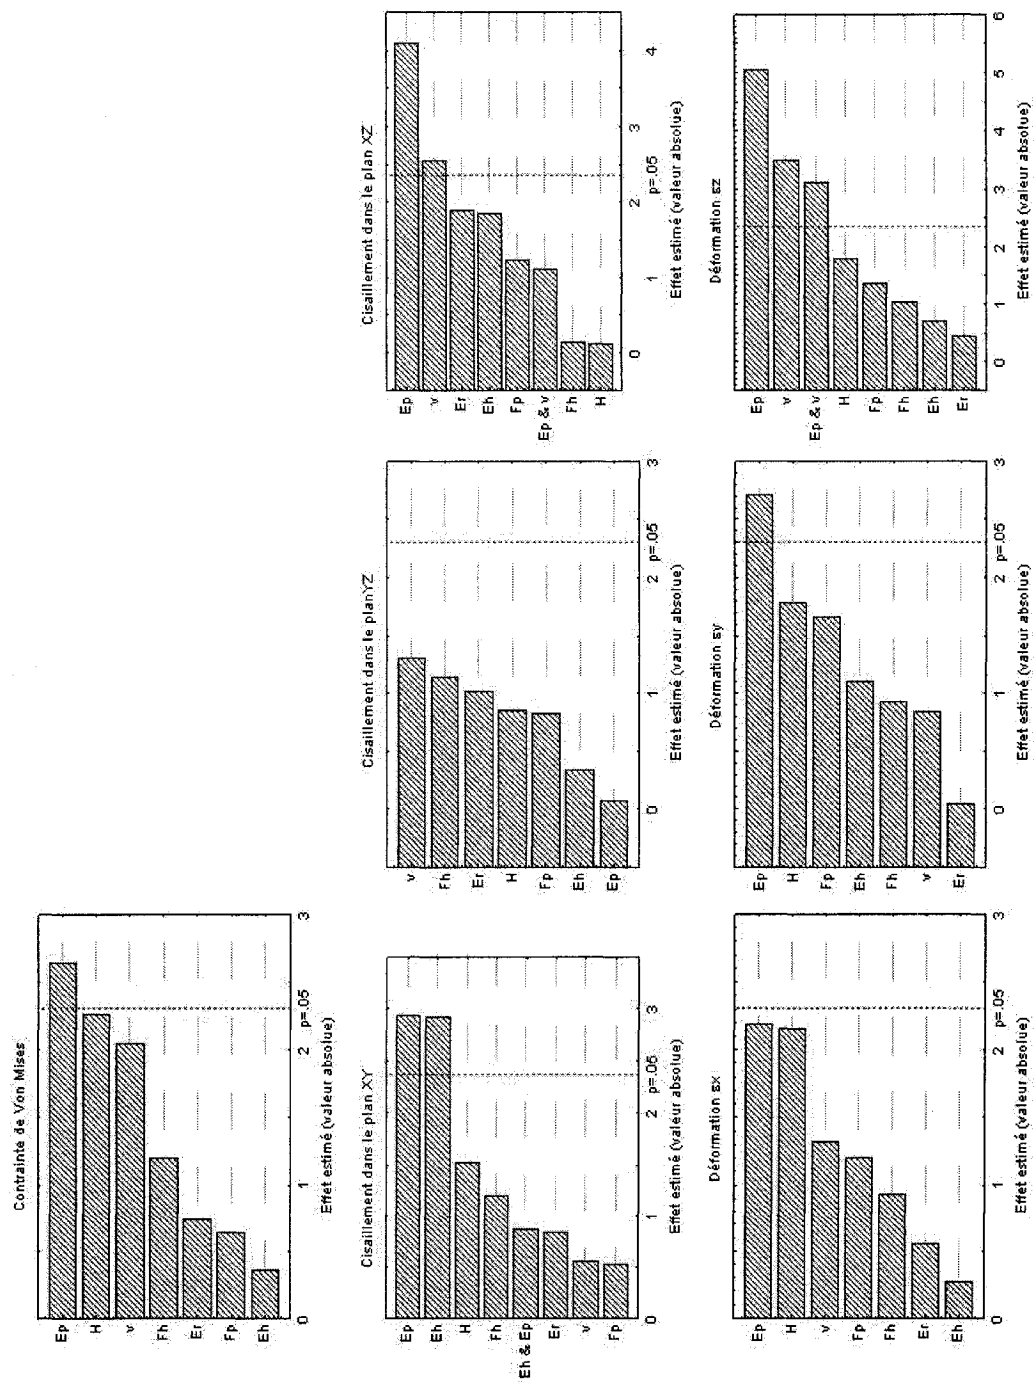 Contrainte de Von Mises
Ep
H
v
Fh
Er
Fp
Eh
0 1 2 p=.05 3
Effet estimé (valeur absolue)
Cisaillement dans le plan XY
Ep
Eh
H
Fh
Eh & Ep
Er
v
Fp
0 1 2 p=.05 3
Effet estimé (valeur absolue)
Cisaillement dans le planYZ
v
Fh
Er
H
Fp
Eh
Ep
0 1 2 p=.05 3
Effet estimé (valeur absolue)
Cisaillement dans le plan XZ
Ep
v
Er
Eh
Fp
Ep & v
Fh
H
0 1 2 p=.05 3 4
Effet estimé (valeur absolue)
Déformation εx
Ep
H
v
Fp
Fh
Er
Eh
0 1 2 p=.05 3
Effet estimé (valeur absolue)
Déformation εy
Ep
H
Fp
Eh
Fh
v
Er
0 1 2 p=.05 3
Effet estimé (valeur absolue)
Déformation εz
Ep
v
Ep & v
H
Fp
Fh
Eh
Er
0 1 2 3 4 5 6
Effet estimé (valeur absolue)